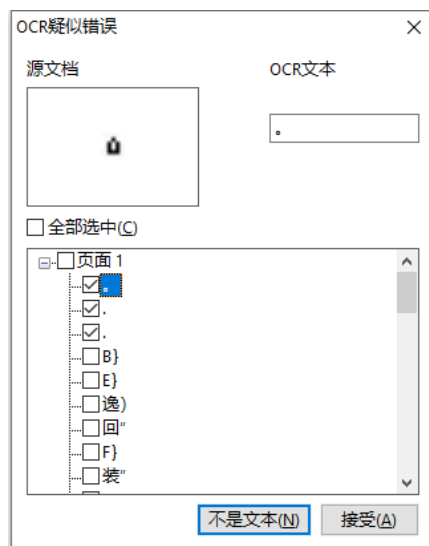 OCR疑似错误
源文档
OCR文本
ů
。
全部选中(C)
页面 1
。
.
.
B}
E}
逸)
回"
F}
装"
不是文本(N)
接受(A)